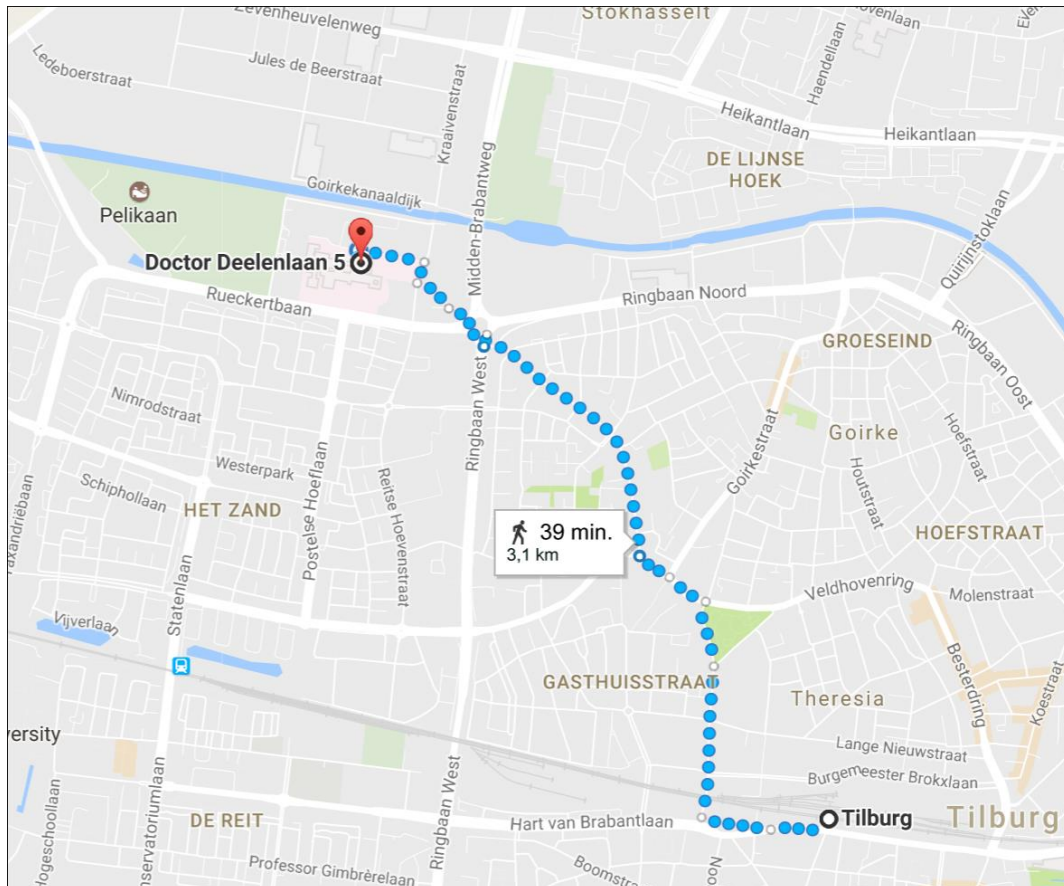 Zevenheuvelenweg
Stokhasselt
Ledeboerstraat
Jules de Beerstraat
Kraaivenstraat
Haendellaan
Heikantlaan
Heikantlaan
DE LIJNSE
HOEK
Goirkekanaaldijk
Pelikaan
Midden-Brabantweg
Quirijnstoklaan
Doctor Deelenlaan 5
Rueckertbaan
Ringbaan Noord
Ringbaan Oost
GROESEIND
Nimrodstraat
Ringbaan West
Goirke
Hoefstraat
Goirkestraat
Westerpark
Schiphollaan
Houtstraat
HET ZAND
Postelse Hoeflaan
Reitse Hoevenstraat
39 min.
3,1 km
HOEFSTRAAT
Statenlaan
Veldhovenring
Molenstraat
Vijverlaan
GASTHUISSTRAAT
Theresia
Besterdring
Koestraat
versity
Lange Nieuwstraat
Burgemeester Brokxlaan
Ringbaan West
DE REIT
Hart van Brabantlaan
Tilburg
Tilburg
Hogeschoollaan
Professor Gimbrèrelaan